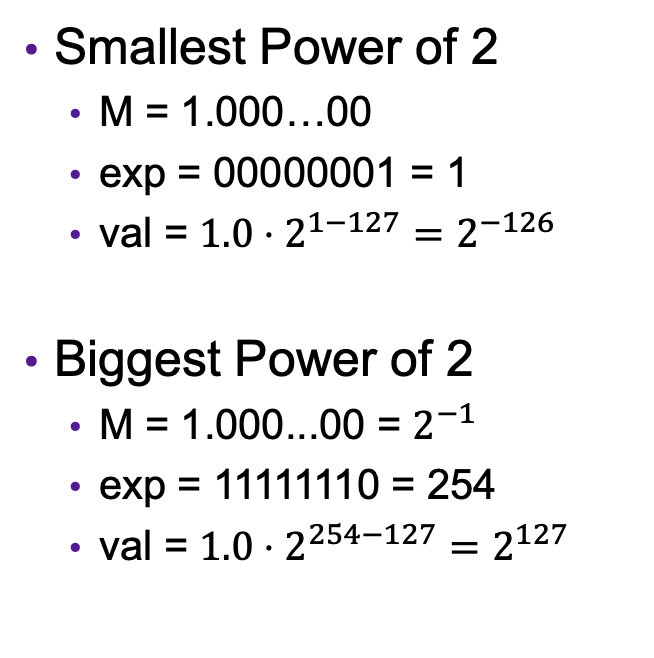 • Smallest Power of 2
• M = 1.000…00
• exp = 00000001 = 1
• val = 1.0 · 2^{1−127} = 2^{−126}
• Biggest Power of 2
• M = 1.000...00 = 2^{−1}
• exp = 11111110 = 254
• val = 1.0 · 2^{254−127} = 2^{127}